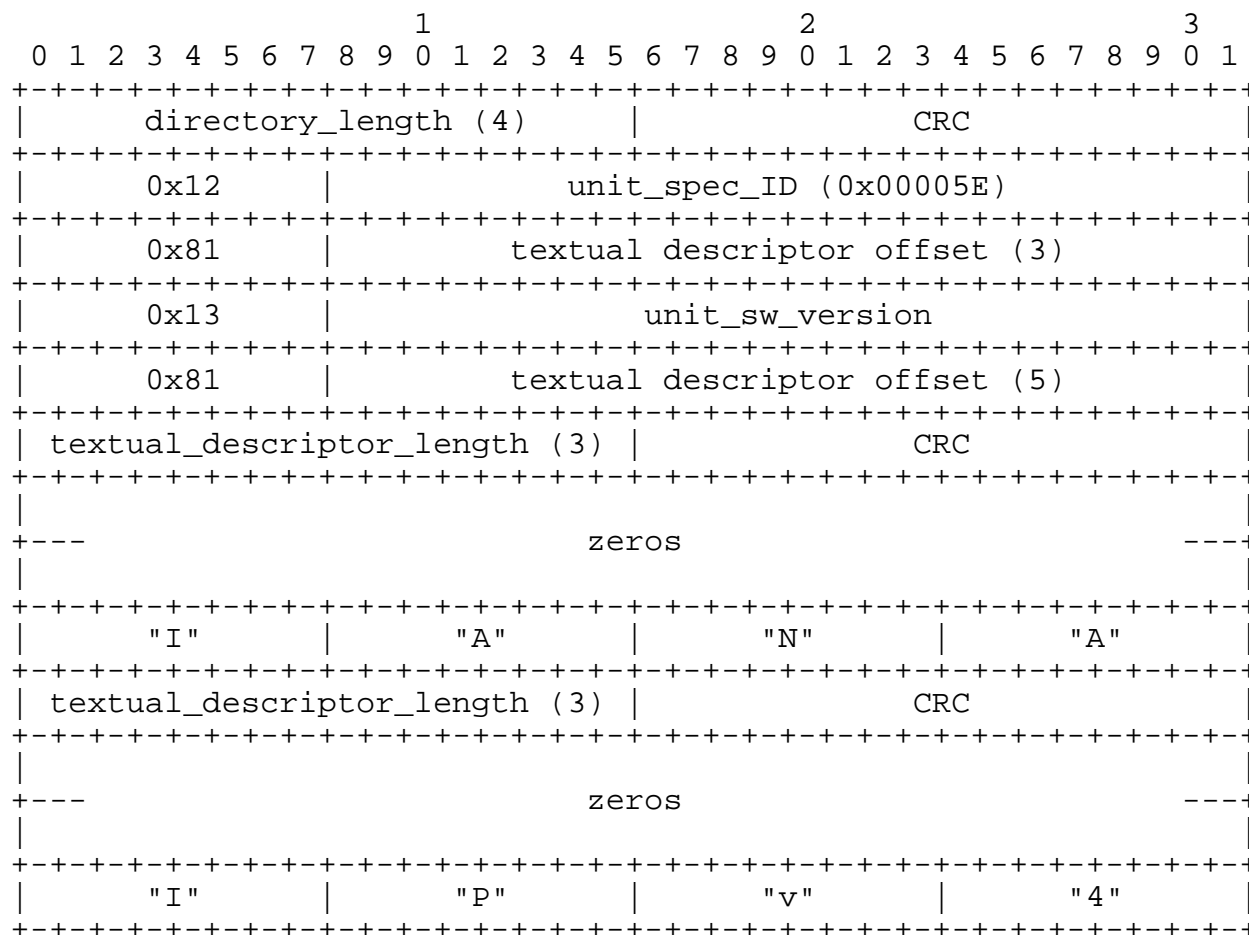 1                   2                   3
 0 1 2 3 4 5 6 7 8 9 0 1 2 3 4 5 6 7 8 9 0 1 2 3 4 5 6 7 8 9 0 1
+-+-+-+-+-+-+-+-+-+-+-+-+-+-+-+-+-+-+-+-+-+-+-+-+-+-+-+-+-+-+-+-+
|      directory_length (4)     |              CRC              |
+-+-+-+-+-+-+-+-+-+-+-+-+-+-+-+-+-+-+-+-+-+-+-+-+-+-+-+-+-+-+-+-+
|      0x12     |            unit_spec_ID (0x00005E)            |
+-+-+-+-+-+-+-+-+-+-+-+-+-+-+-+-+-+-+-+-+-+-+-+-+-+-+-+-+-+-+-+-+
|      0x81     |         textual descriptor offset (3)         |
+-+-+-+-+-+-+-+-+-+-+-+-+-+-+-+-+-+-+-+-+-+-+-+-+-+-+-+-+-+-+-+-+
|      0x13     |                unit_sw_version                |
+-+-+-+-+-+-+-+-+-+-+-+-+-+-+-+-+-+-+-+-+-+-+-+-+-+-+-+-+-+-+-+-+
|      0x81     |         textual descriptor offset (5)         |
+-+-+-+-+-+-+-+-+-+-+-+-+-+-+-+-+-+-+-+-+-+-+-+-+-+-+-+-+-+-+-+-+
| textual_descriptor_length (3) |              CRC              |
+-+-+-+-+-+-+-+-+-+-+-+-+-+-+-+-+-+-+-+-+-+-+-+-+-+-+-+-+-+-+-+-+
|                                                               |
+---                          zeros                          ---+
|                                                               |
+-+-+-+-+-+-+-+-+-+-+-+-+-+-+-+-+-+-+-+-+-+-+-+-+-+-+-+-+-+-+-+-+
|      "I"      |      "A"      |      "N"      |      "A"      |
+-+-+-+-+-+-+-+-+-+-+-+-+-+-+-+-+-+-+-+-+-+-+-+-+-+-+-+-+-+-+-+-+
| textual_descriptor_length (3) |              CRC              |
+-+-+-+-+-+-+-+-+-+-+-+-+-+-+-+-+-+-+-+-+-+-+-+-+-+-+-+-+-+-+-+-+
|                                                               |
+---                          zeros                          ---+
|                                                               |
+-+-+-+-+-+-+-+-+-+-+-+-+-+-+-+-+-+-+-+-+-+-+-+-+-+-+-+-+-+-+-+-+
|      "I"      |      "P"      |      "v"      |      "4"      |
+-+-+-+-+-+-+-+-+-+-+-+-+-+-+-+-+-+-+-+-+-+-+-+-+-+-+-+-+-+-+-+-+